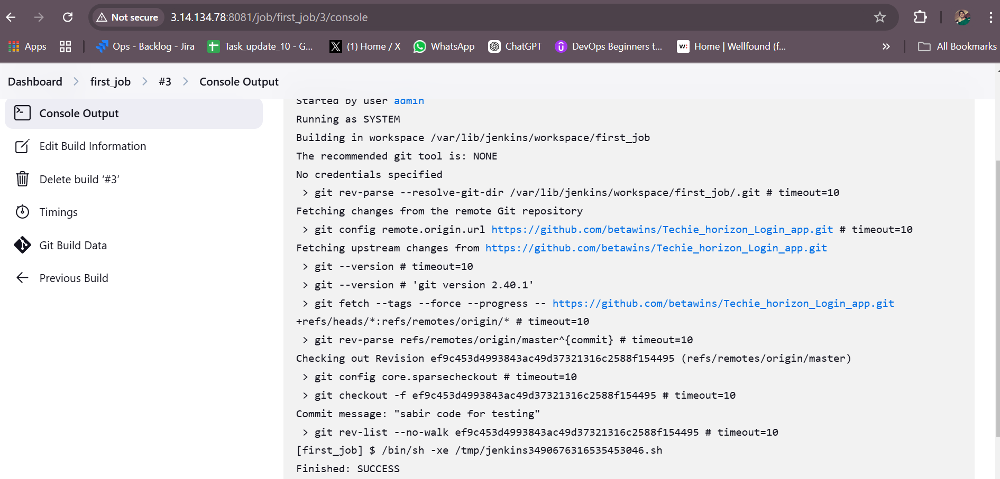 Not secure 3.14.134.78:8081/job/first_job/3/console
Apps Ops - Backlog - Jira Task_update_10 - G... (1) Home / X WhatsApp ChatGPT DevOps Beginners t... w: Home | Wellfound (f... All Bookmarks
Dashboard first_job #3 Console Output
Console Output
Edit Build Information
Delete build ‘#3’
Timings
Git Build Data
Previous Build
Started by user admin
Running as SYSTEM
Building in workspace /var/lib/jenkins/workspace/first_job
The recommended git tool is: NONE
No credentials specified
> git rev-parse --resolve-git-dir /var/lib/jenkins/workspace/first_job/.git # timeout=10
Fetching changes from the remote Git repository
> git config remote.origin.url https://github.com/betawins/Techie_horizon_Login_app.git # timeout=10
Fetching upstream changes from https://github.com/betawins/Techie_horizon_Login_app.git
> git --version # timeout=10
> git --version # 'git version 2.40.1'
> git fetch --tags --force --progress -- https://github.com/betawins/Techie_horizon_Login_app.git
+refs/heads/*:refs/remotes/origin/* # timeout=10
> git rev-parse refs/remotes/origin/master^{commit} # timeout=10
Checking out Revision ef9c453d4993843ac49d37321316c2588f154495 (refs/remotes/origin/master)
> git config core.sparsecheckout # timeout=10
> git checkout -f ef9c453d4993843ac49d37321316c2588f154495 # timeout=10
Commit message: "sabir code for testing"
> git rev-list --no-walk ef9c453d4993843ac49d37321316c2588f154495 # timeout=10
[first_job] $ /bin/sh -xe /tmp/jenkins3490676316535453046.sh
Finished: SUCCESS